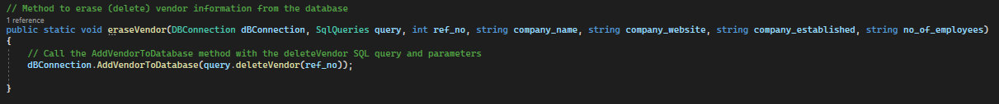 // Method to erase (delete) vendor information from the database
1 reference
public static void eraseVendor(DBConnection dBConnection, SqlQueries query, int ref_no, string company_name, string company_website, string company_established, string no_of_employees)
{
// Call the AddVendorToDatabase method with the deleteVendor SQL query and parameters
dBConnection.AddVendorToDatabase(query.deleteVendor(ref_no));
}